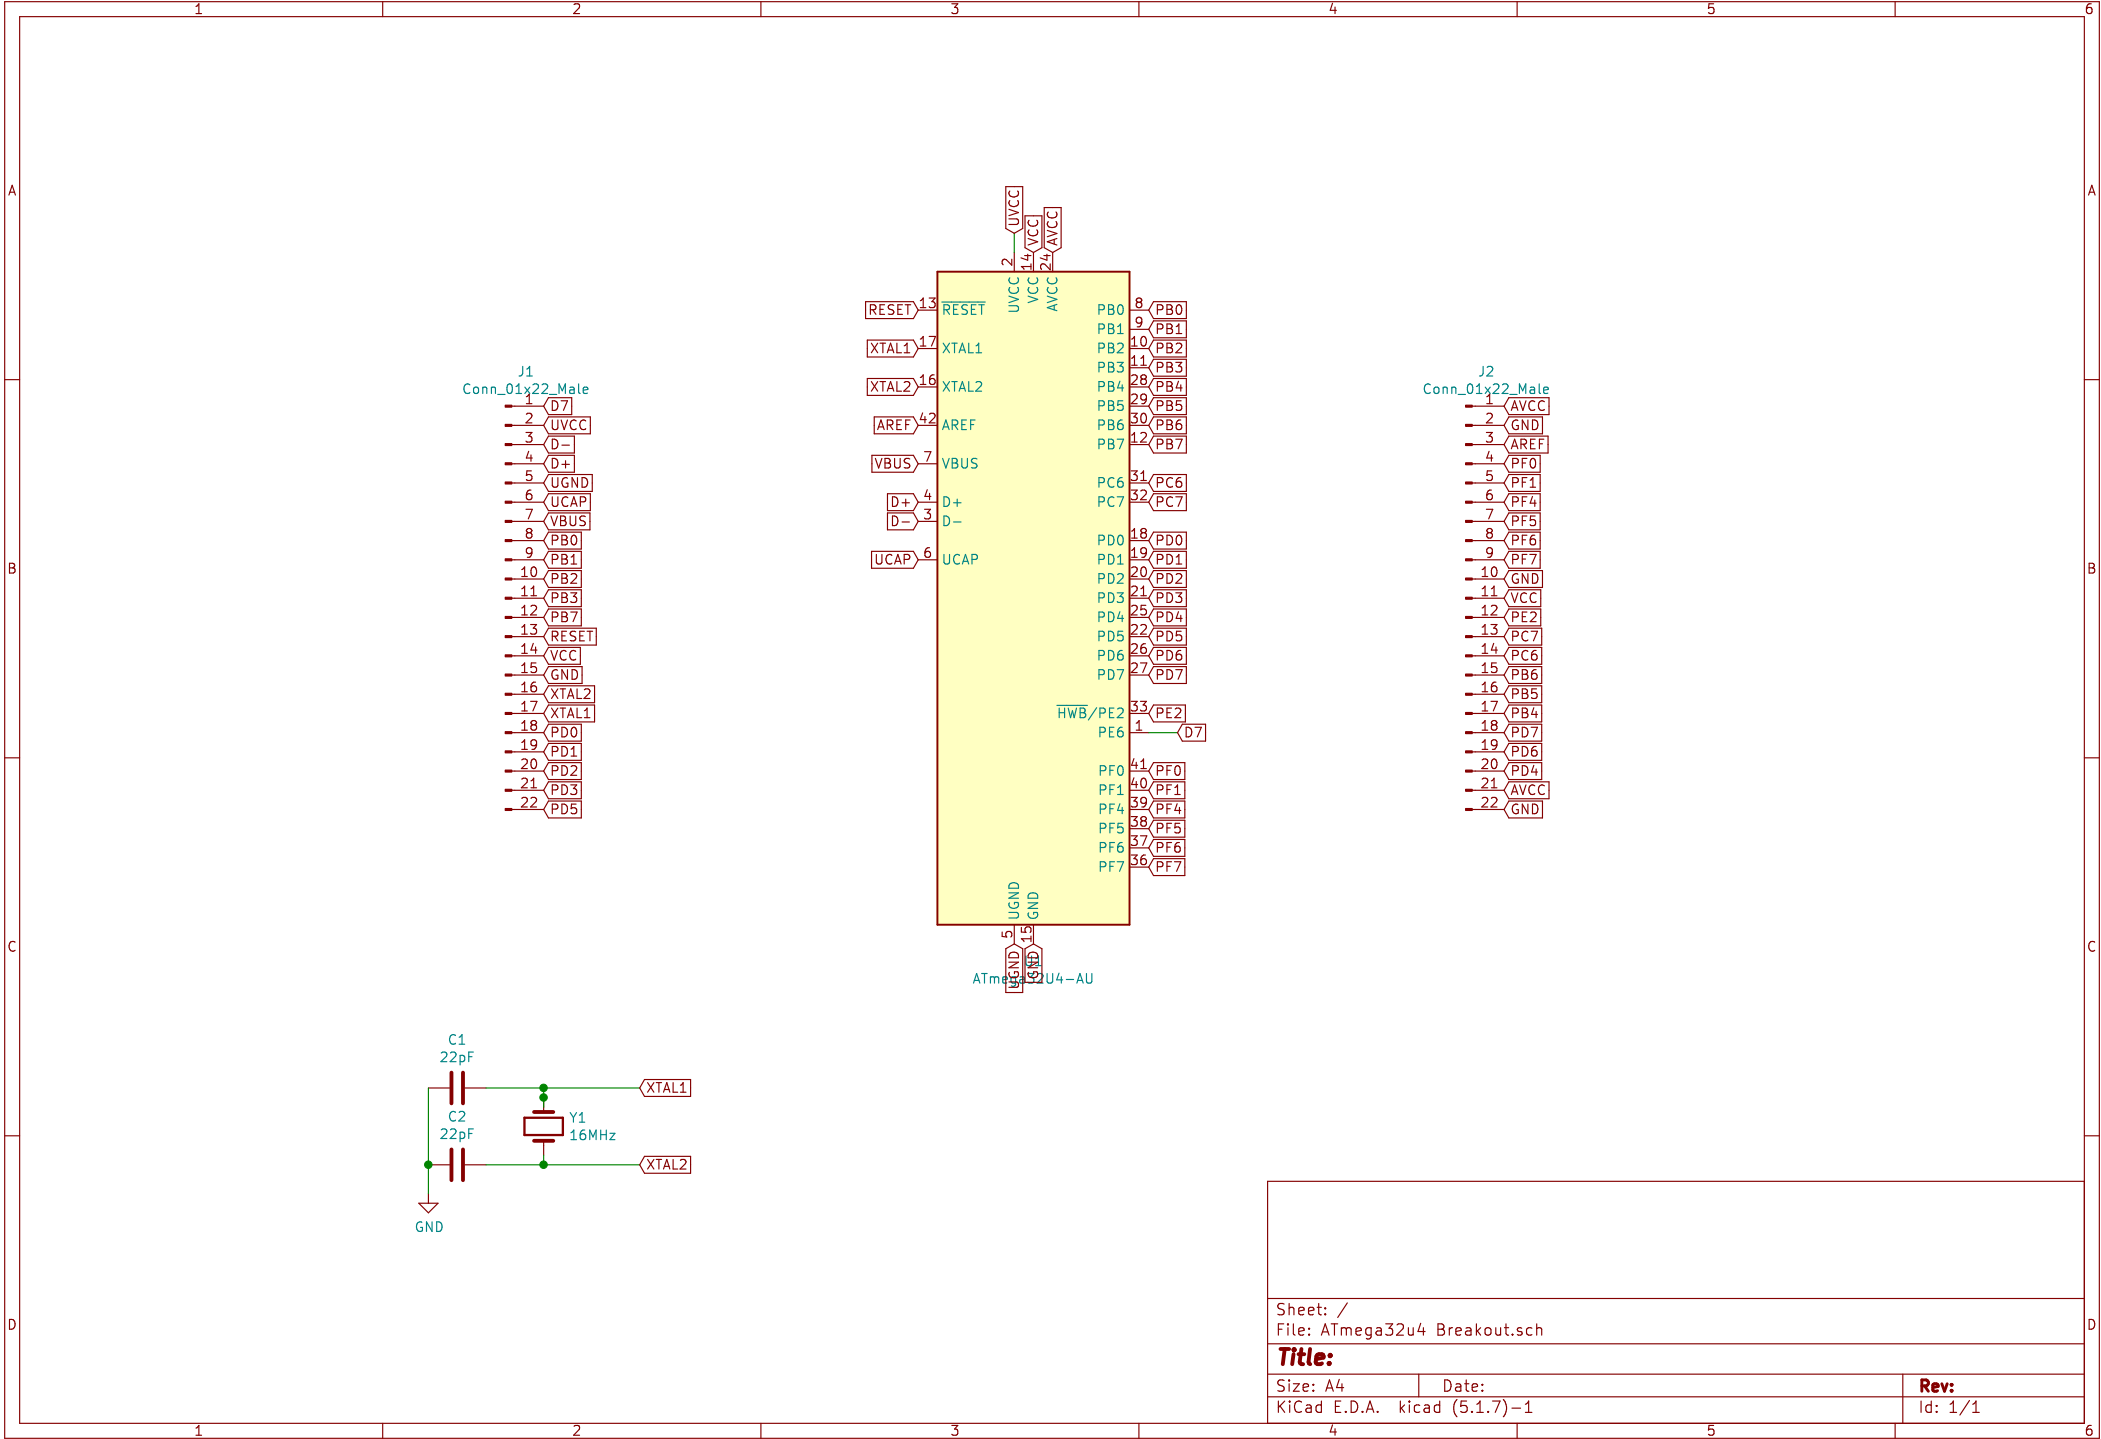 1 2 3 4 5 6
A
B
C
D
A
B
C
D
1 2 3 4 5 6
J1
Conn_01x22_Male
1 D7
2 UVCC
3 D-
4 D+
5 UGND
6 UCAP
7 VBUS
8 PB0
9 PB1
10 PB2
11 PB3
12 PB7
13 RESET
14 VCC
15 GND
16 XTAL2
17 XTAL1
18 PD0
19 PD1
20 PD2
21 PD3
22 PD5
UVCC
VCC
AVCC
2
14
24
UVCC
VCC
AVCC
RESET 13 RESET
XTAL1 17 XTAL1
XTAL2 16 XTAL2
AREF 42 AREF
VBUS 7 VBUS
D+ 4 D+
D- 3 D-
UCAP 6 UCAP
PB0 8 PB0
PB1 9 PB1
PB2 10 PB2
PB3 11 PB3
PB4 28 PB4
PB5 29 PB5
PB6 30 PB6
PB7 12 PB7
PC6 31 PC6
PC7 32 PC7
PD0 18 PD0
PD1 19 PD1
PD2 20 PD2
PD3 21 PD3
PD4 25 PD4
PD5 22 PD5
PD6 26 PD6
PD7 27 PD7
HWB/PE2 33 PE2
PE6 1 D7
PF0 41 PF0
PF1 40 PF1
PF4 39 PF4
PF5 38 PF5
PF6 37 PF6
PF7 36 PF7
UGND
GND
5
15
UGND
GND
U1
ATmega32U4-AU
J2
Conn_01x22_Male
1 AVCC
2 GND
3 AREF
4 PF0
5 PF1
6 PF4
7 PF5
8 PF6
9 PF7
10 GND
11 VCC
12 PE2
13 PC7
14 PC6
15 PB6
16 PB5
17 PB4
18 PD7
19 PD6
20 PD4
21 AVCC
22 GND
C1
22pF
XTAL1
C2
22pF
Y1
16MHz
XTAL2
GND
Sheet: /
File: ATmega32u4 Breakout.sch
Title:
Size: A4 Date: Rev:
KiCad E.D.A. kicad (5.1.7)-1 Id: 1/1